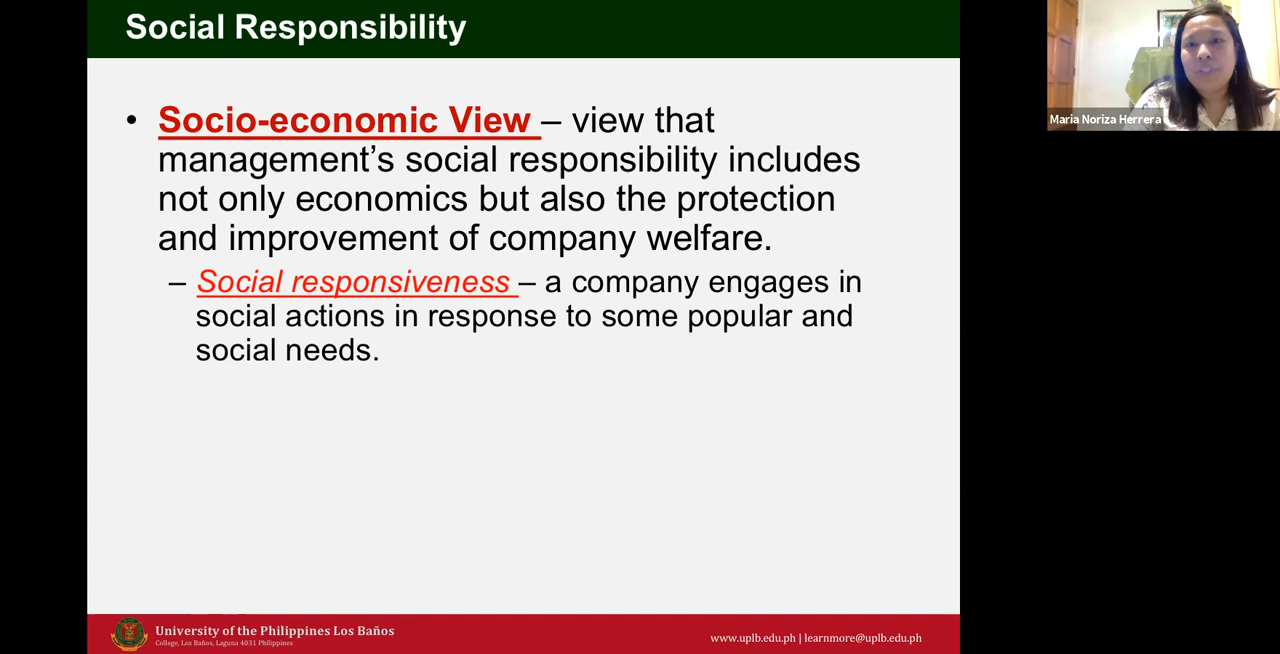 Social Responsibility
• Socio-economic View – view that
management’s social responsibility includes
not only economics but also the protection
and improvement of company welfare.
– Social responsiveness – a company engages in
social actions in response to some popular and
social needs.
Maria Noriza Herrera
University of the Philippines Los Baños
College, Los Baños, Laguna 4031 Philippines
www.uplb.edu.ph | learnmore@uplb.edu.ph